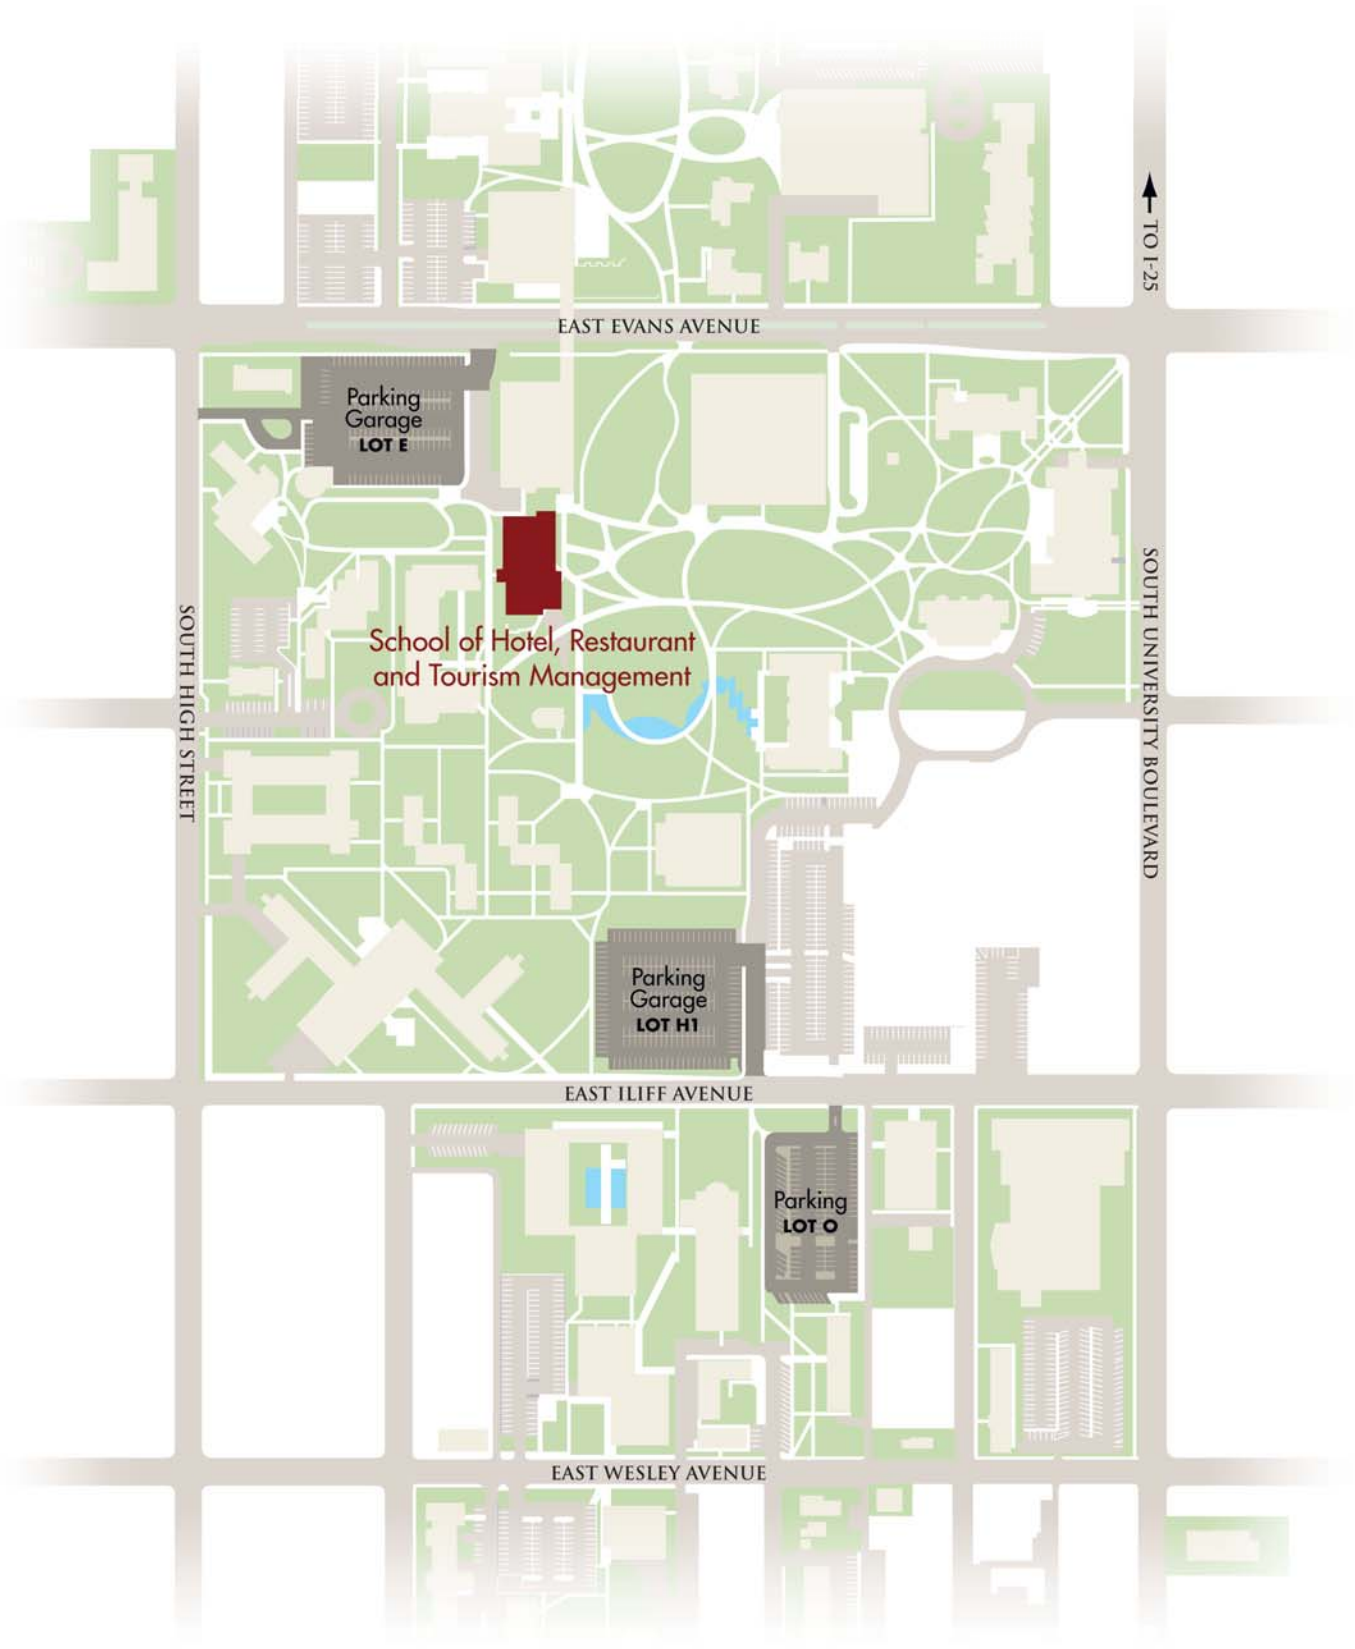 TO I-25
EAST EVANS AVENUE
Parking
Garage
LOT E
School of Hotel, Restaurant
and Tourism Management
SOUTH HIGH STREET
SOUTH UNIVERSITY BOULEVARD
Parking
Garage
LOT H1
EAST ILIFF AVENUE
Parking
LOT O
EAST WESLEY AVENUE